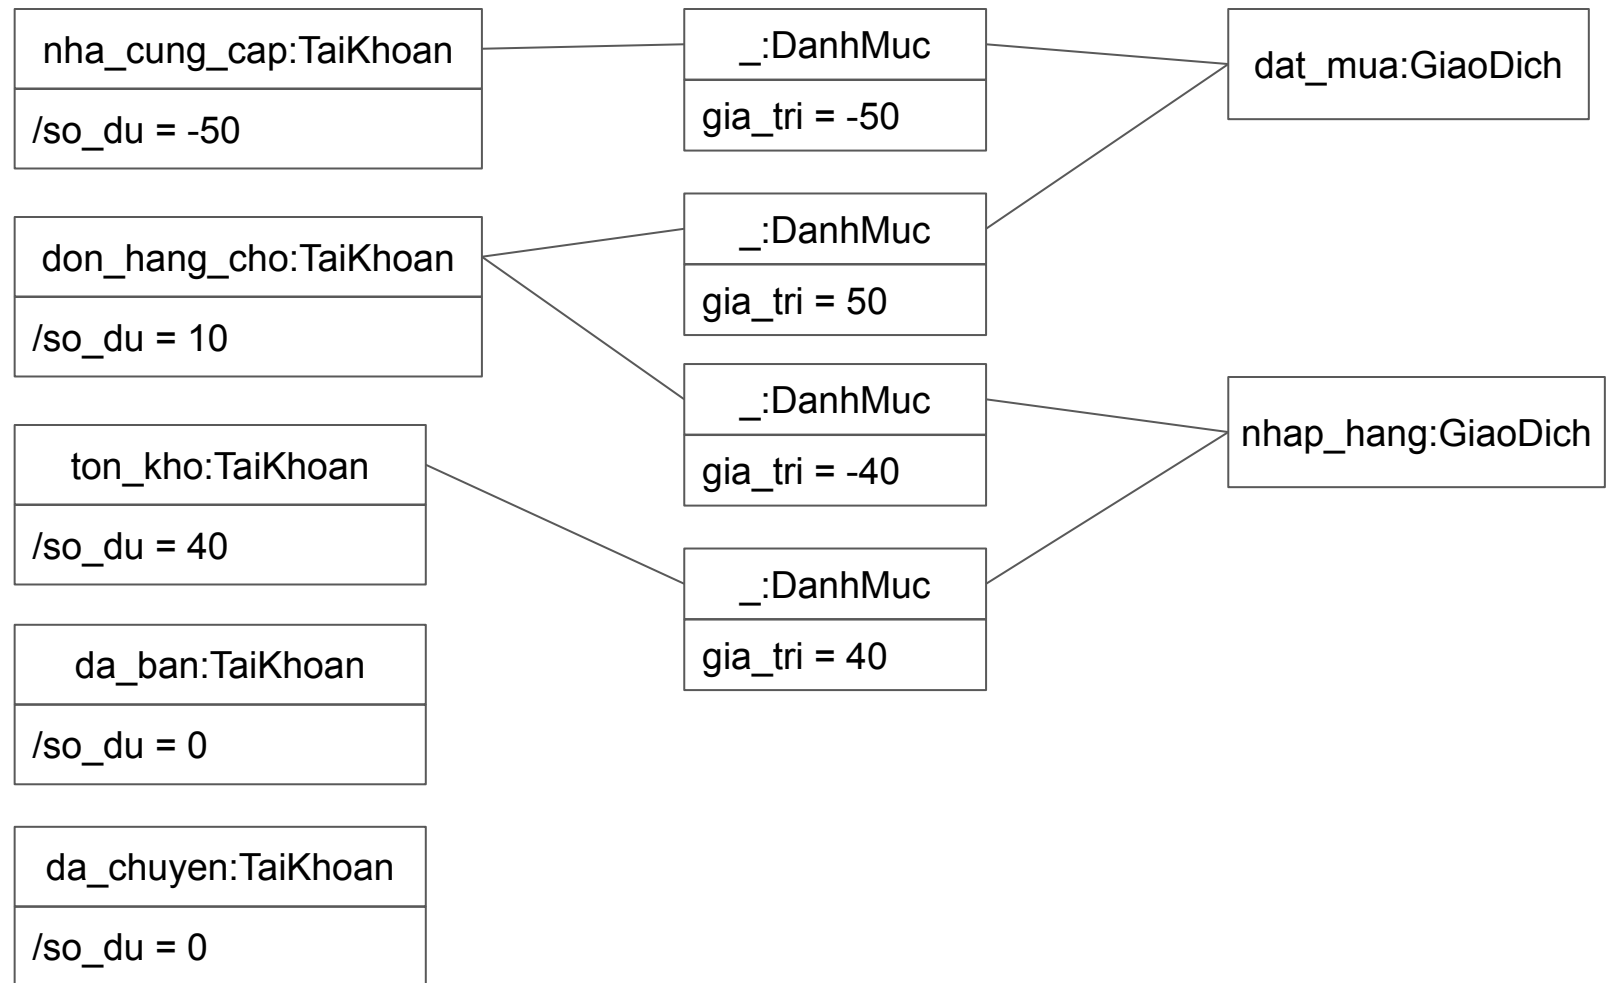 nha_cung_cap:TaiKhoan
/so_du = -50
don_hang_cho:TaiKhoan
/so_du = 10
ton_kho:TaiKhoan
/so_du = 40
da_ban:TaiKhoan
/so_du = 0
da_chuyen:TaiKhoan
/so_du = 0
_:DanhMuc
gia_tri = -50
_:DanhMuc
gia_tri = 50
_:DanhMuc
gia_tri = -40
_:DanhMuc
gia_tri = 40
dat_mua:GiaoDich
nhap_hang:GiaoDich